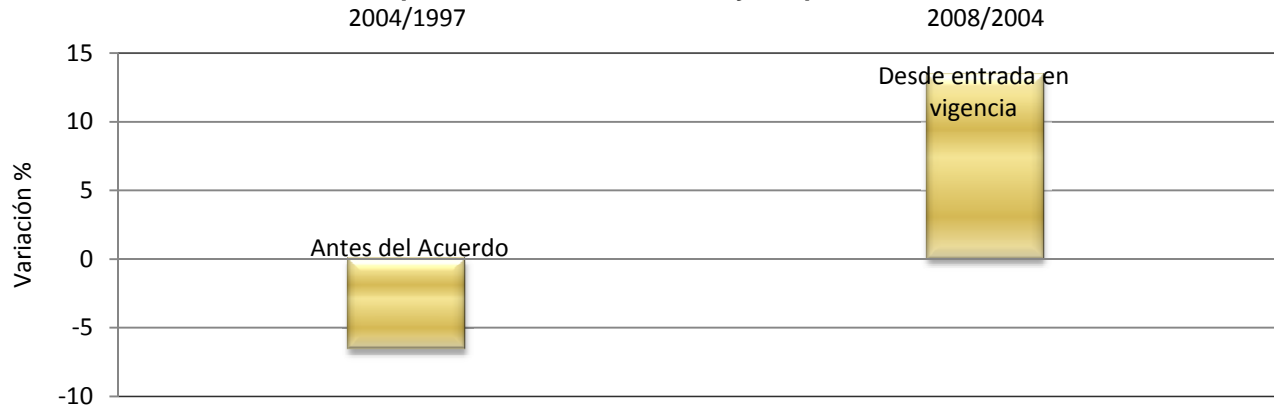 2004/1997 2008/2004
15
Desde entrada en
vigencia
10
5
Antes del Acuerdo
0
-5
-10
Variación %